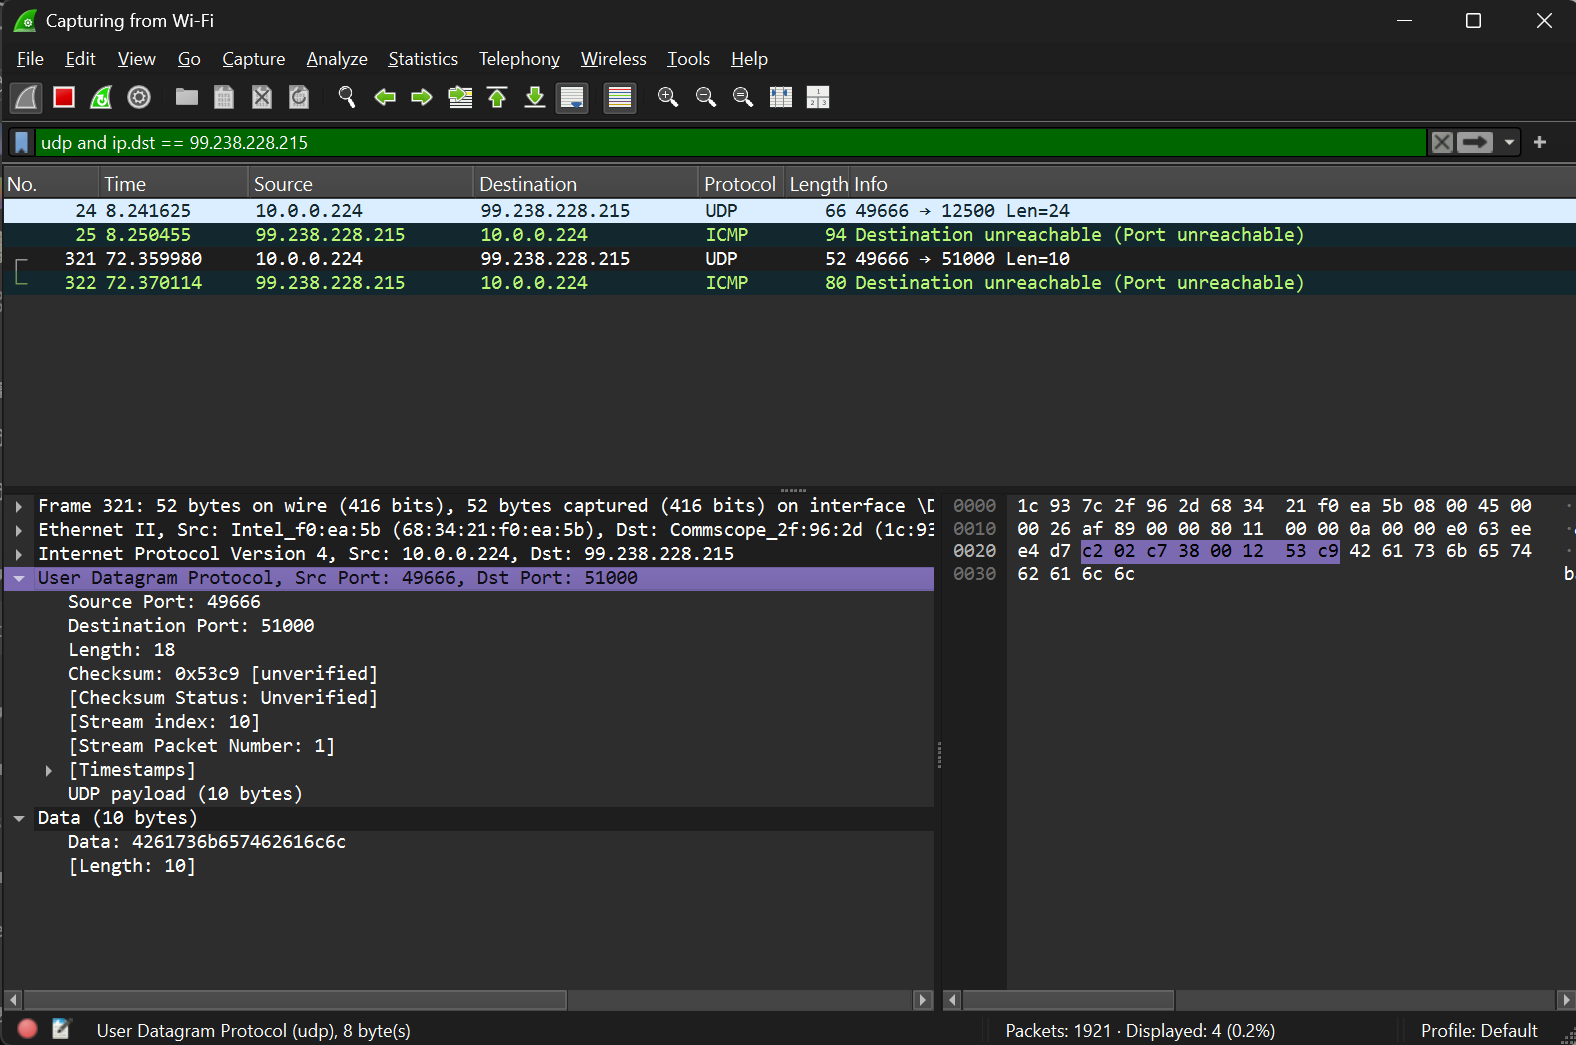 Capturing from Wi-Fi
File Edit View Go Capture Analyze Statistics Telephony Wireless Tools Help
udp and ip.dst == 99.238.228.215
No. Time Source Destination Protocol Length Info
24 8.241625 10.0.0.224 99.238.228.215 UDP 66 49666 → 12500 Len=24
25 8.250455 99.238.228.215 10.0.0.224 ICMP 94 Destination unreachable (Port unreachable)
321 72.359980 10.0.0.224 99.238.228.215 UDP 52 49666 → 51000 Len=10
322 72.370114 99.238.228.215 10.0.0.224 ICMP 80 Destination unreachable (Port unreachable)
Frame 321: 52 bytes on wire (416 bits), 52 bytes captured (416 bits) on interface \D
Ethernet II, Src: Intel_f0:ea:5b (68:34:21:f0:ea:5b), Dst: Commscope_2f:96:2d (1c:93
Internet Protocol Version 4, Src: 10.0.0.224, Dst: 99.238.228.215
User Datagram Protocol, Src Port: 49666, Dst Port: 51000
Source Port: 49666
Destination Port: 51000
Length: 18
Checksum: 0x53c9 [unverified]
[Checksum Status: Unverified]
[Stream index: 10]
[Stream Packet Number: 1]
[Timestamps]
UDP payload (10 bytes)
Data (10 bytes)
Data: 4261736b657462616c6c
[Length: 10]
0000 1c 93 7c 2f 96 2d 68 34 21 f0 ea 5b 08 00 45 00
0010 00 26 af 89 00 00 80 11 00 00 0a 00 00 e0 63 ee
0020 e4 d7 c2 02 c7 38 00 12 53 c9 42 61 73 6b 65 74
0030 62 61 6c 6c
User Datagram Protocol (udp), 8 byte(s)
Packets: 1921 · Displayed: 4 (0.2%)
Profile: Default